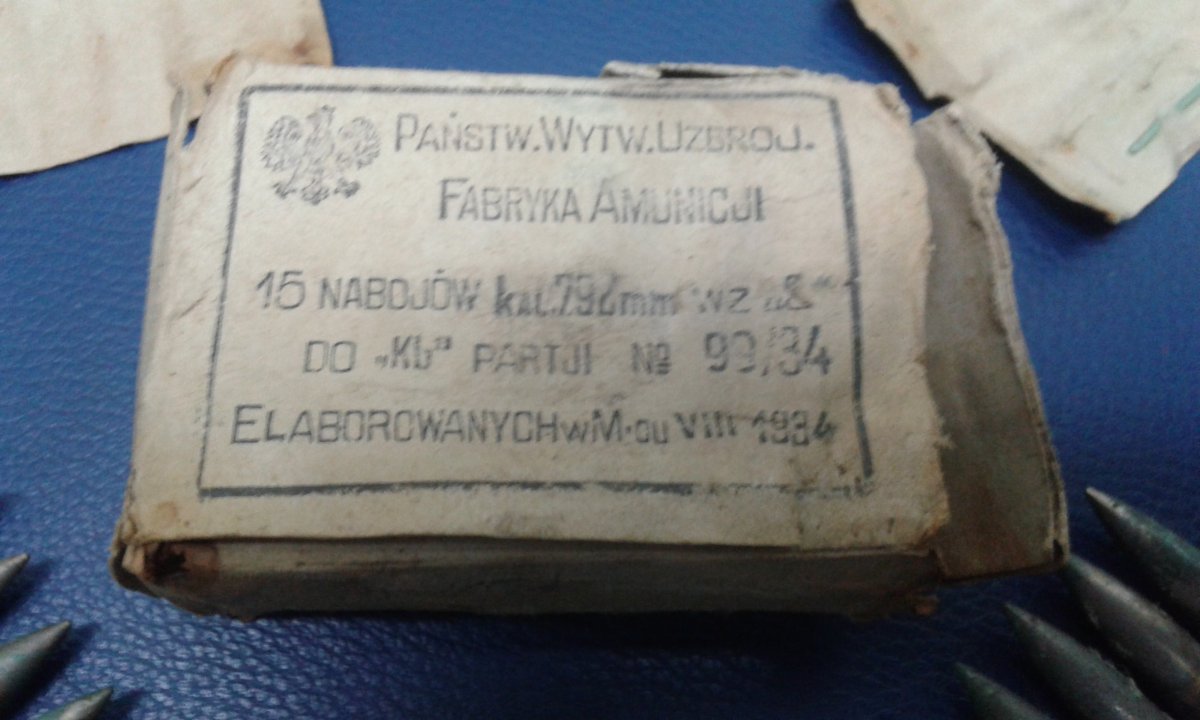 PAŃSTW. WYTW. UZBROJ.
FABRYKA AMUNICJI
15 NABOJÓW kal. 7.92mm WZ „S”
DO „Kb” PARTJI № 99/34
ELABOROWANYCH w M-cu VIII 1934